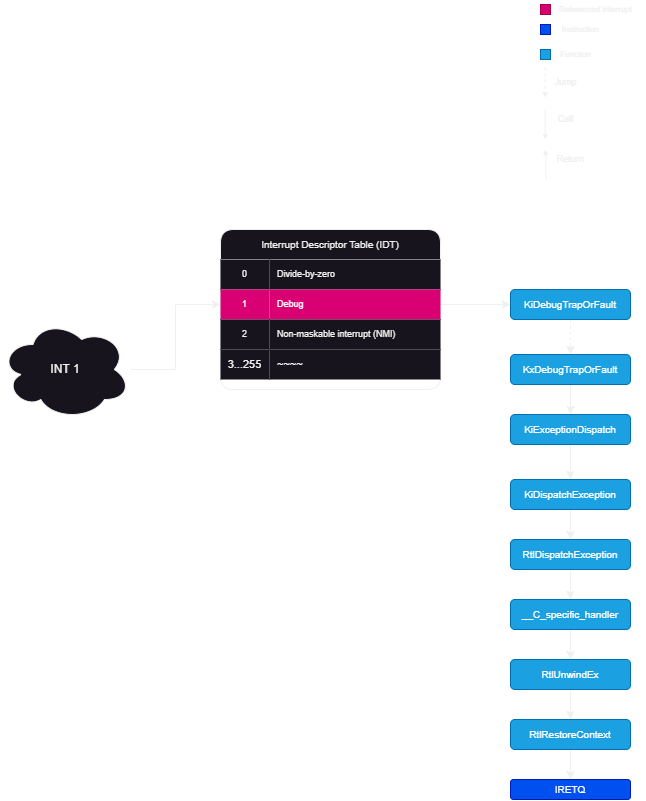 Referenced interrupt
Instruction
Function
Jump
Call
Return
Interrupt Descriptor Table (IDT)
0 Divide-by-zero
1 Debug
2 Non-maskable interrupt (NMI)
3...255 ~~~~
INT 1
KiDebugTrapOrFault
KxDebugTrapOrFault
KiExceptionDispatch
KiDispatchException
RtlDispatchException
__C_specific_handler
RtlUnwindEx
RtlRestoreContext
IRETQ